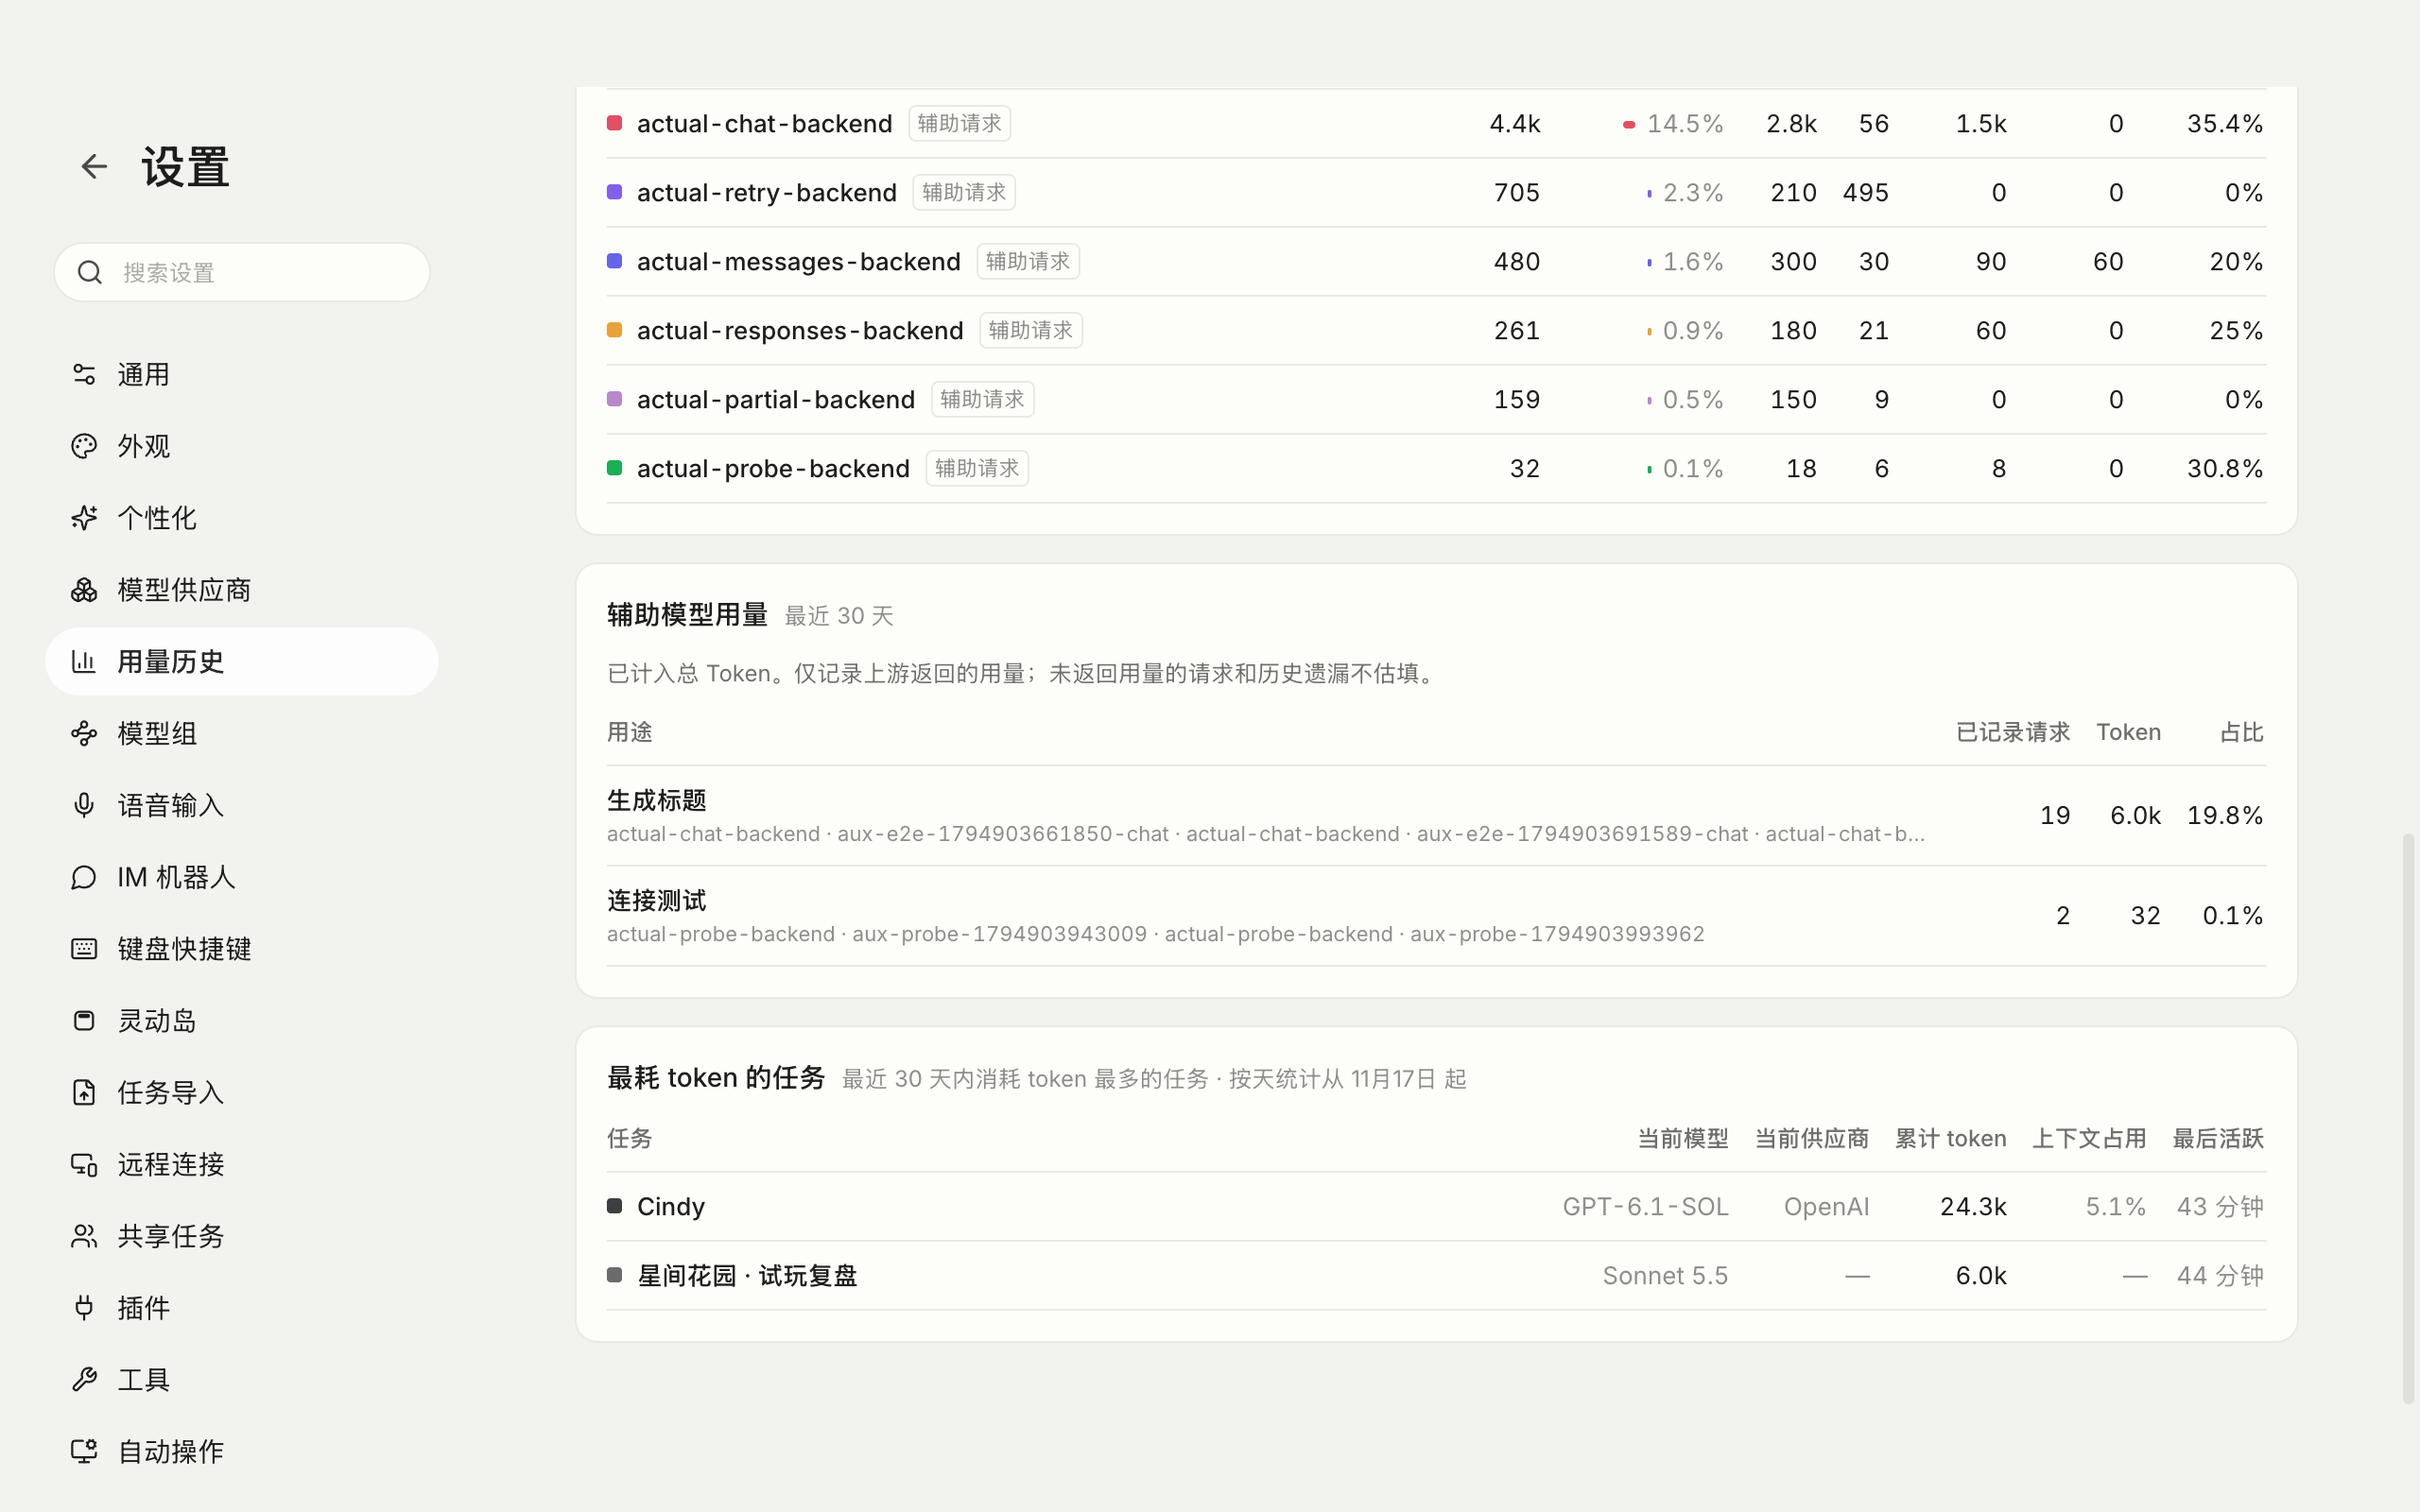 设置
搜索设置
通用
外观
个性化
模型供应商
用量历史
模型组
语音输入
IM 机器人
键盘快捷键
灵动岛
任务导入
远程连接
共享任务
插件
工具
自动操作
actual-chat-backend 辅助请求 4.4k 14.5% 2.8k 56 1.5k 0 35.4%
actual-retry-backend 辅助请求 705 2.3% 210 495 0 0 0%
actual-messages-backend 辅助请求 480 1.6% 300 30 90 60 20%
actual-responses-backend 辅助请求 261 0.9% 180 21 60 0 25%
actual-partial-backend 辅助请求 159 0.5% 150 9 0 0 0%
actual-probe-backend 辅助请求 32 0.1% 18 6 8 0 30.8%
辅助模型用量 最近 30 天
已计入总 Token。仅记录上游返回的用量；未返回用量的请求和历史遗漏不估填。
用途 已记录请求 Token 占比
生成标题 19 6.0k 19.8%
actual-chat-backend · aux-e2e-1794903661850-chat · actual-chat-backend · aux-e2e-1794903691589-chat · actual-chat-b...
连接测试 2 32 0.1%
actual-probe-backend · aux-probe-1794903943009 · actual-probe-backend · aux-probe-1794903993962
最耗 token 的任务 最近 30 天内消耗 token 最多的任务 · 按天统计从 11月17日 起
任务 当前模型 当前供应商 累计 token 上下文占用 最后活跃
Cindy GPT-6.1-SOL OpenAI 24.3k 5.1% 43 分钟
星间花园 · 试玩复盘 Sonnet 5.5 — 6.0k — 44 分钟